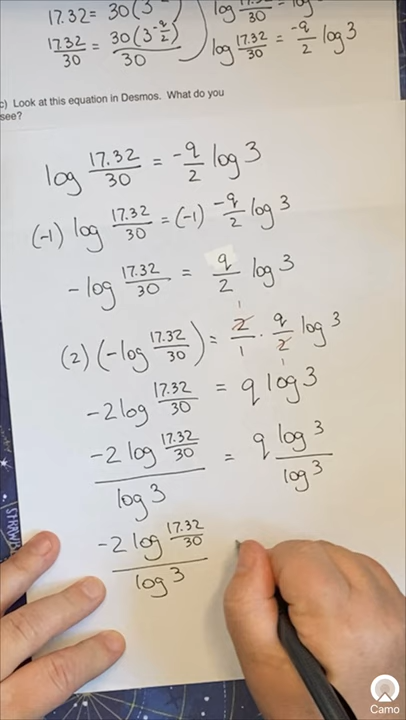 17.32 = 30(3
17.32/30 = 30(3^-q/2)/30
log 17.32/30 = -q/2 log 3
c) Look at this equation in Desmos. What do you
see?
log 17.32/30 = -q/2 log 3
(-1) log 17.32/30 = (-1) -q/2 log 3
-log 17.32/30 = q/2 log 3
(2)(-log 17.32/30) = 2/1 · q/2 log 3
1
1
-2 log 17.32/30 = q log 3
-2 log 17.32/30 / log 3 = q log 3 / log 3
-2 log 17.32/30 / log 3
STRAW
Camo